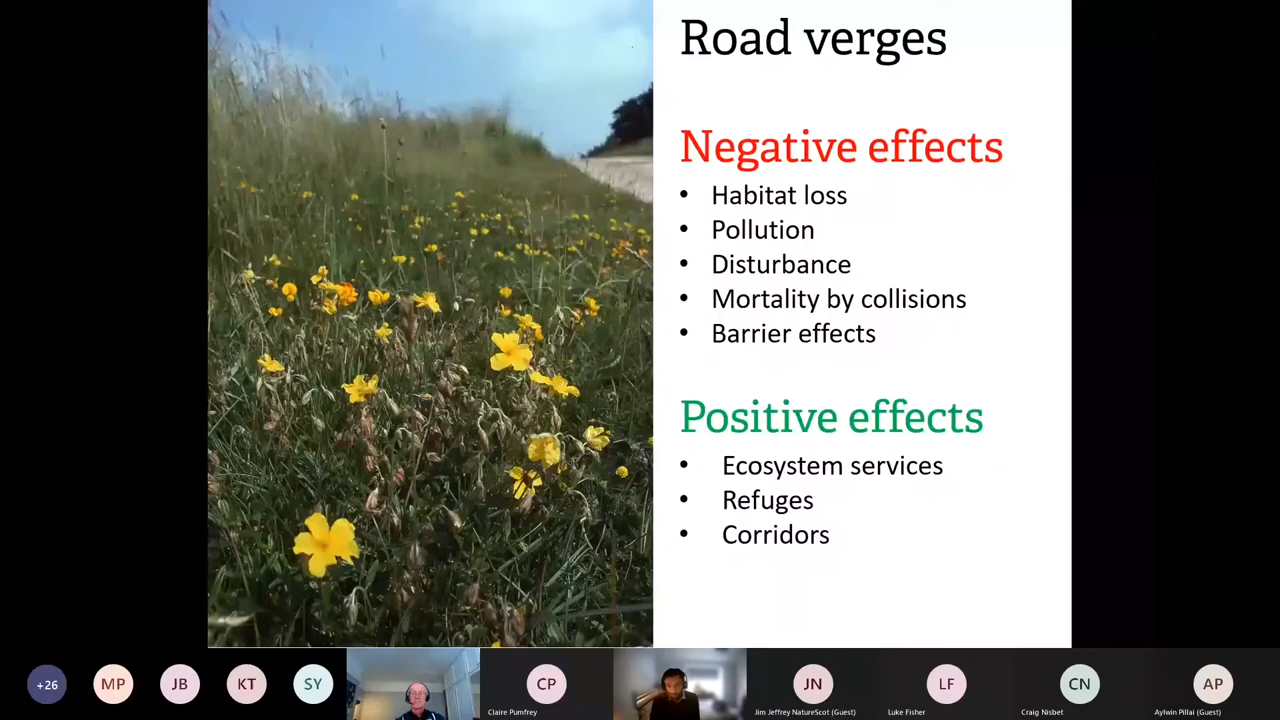 Road verges
Negative effects
• Habitat loss
• Pollution
• Disturbance
• Mortality by collisions
• Barrier effects
Positive effects
• Ecosystem services
• Refuges
• Corridors
+26
MP
JB
KT
SY
CP
JN
LF
CN
AP
Claire Pumfrey
Jim Jeffrey NatureScot (Guest)
Luke Fisher
Craig Nisbet
Aylwin Pillai (Guest)